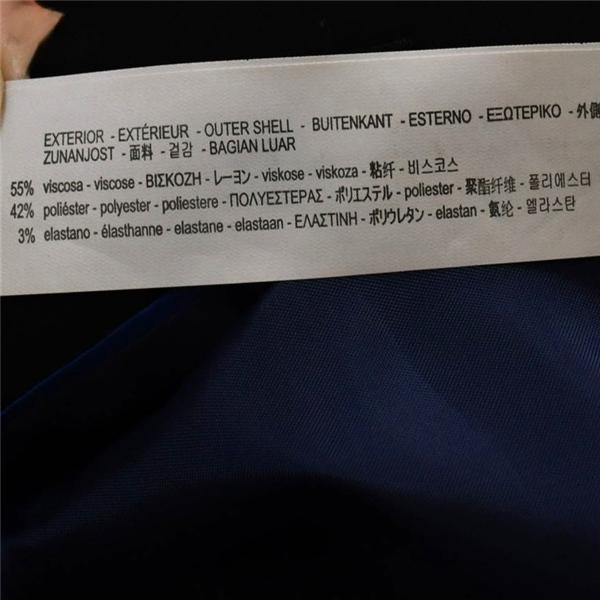 EXTERIOR - EXTÉRIEUR - OUTER SHELL - BUITENKANT - ESTERNO - ΕΞΩΤΕΡΙΚΟ - 外側
ZUNANJOST - 面料 - 겉감 - BAGIAN LUAR
55% viscosa - viscose - ΒΙΣΚΟΖΗ - レーヨン - viskose - viskoza - 粘纤 - 비스코스
42% poliéster - polyester - poliestere - ΠΟΛΥΕΣΤΕΡΑΣ - ポリエステル - poliester - 聚酯纤维 - 폴리에스터
3% elastano - élasthanne - elastane - elastaan - ΕΛΑΣΤΙΝΗ - ポリウレタン - elastan - 氨纶 - 엘라스탄